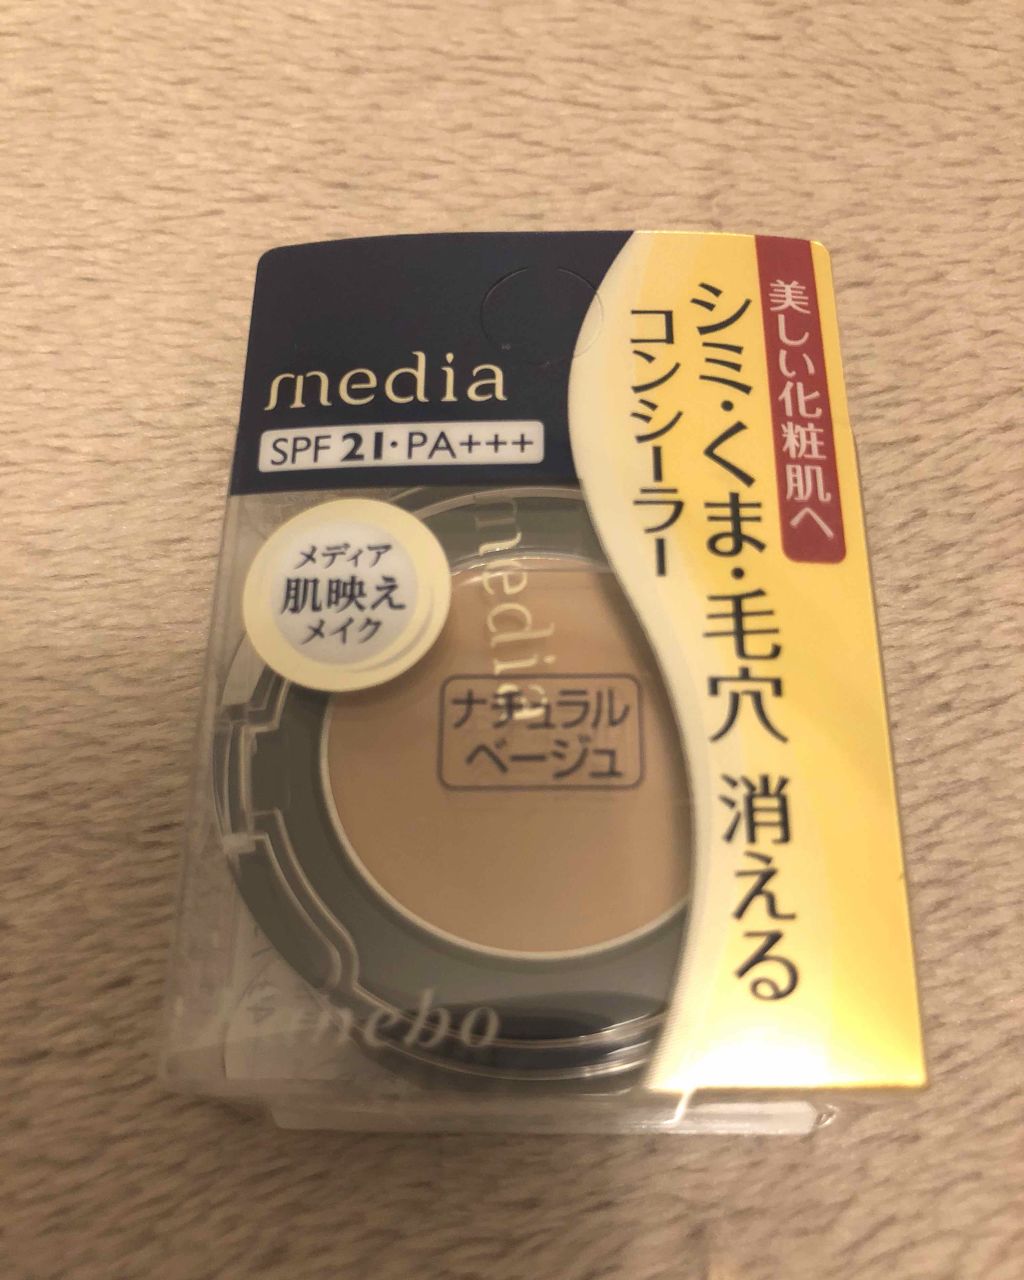 美しい化粧肌へ
シミ・くま・毛穴 消える
コンシーラー
media
SPF 21・PA+++
メディア
肌映え
メイク
media
ナチュラル
ベージュ
Kanebo